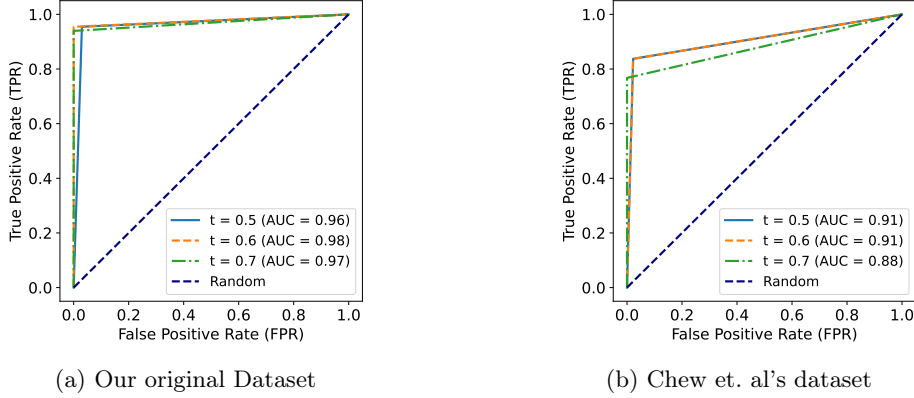 1.0
0.8
0.6
0.4
0.2
0.0
True Positive Rate (TPR)
t = 0.5 (AUC = 0.96)
t = 0.6 (AUC = 0.98)
t = 0.7 (AUC = 0.97)
Random
0.0 0.2 0.4 0.6 0.8 1.0
False Positive Rate (FPR)
(a) Our original Dataset
1.0
0.8
0.6
0.4
0.2
0.0
True Positive Rate (TPR)
t = 0.5 (AUC = 0.91)
t = 0.6 (AUC = 0.91)
t = 0.7 (AUC = 0.88)
Random
0.0 0.2 0.4 0.6 0.8 1.0
False Positive Rate (FPR)
(b) Chew et. al's dataset